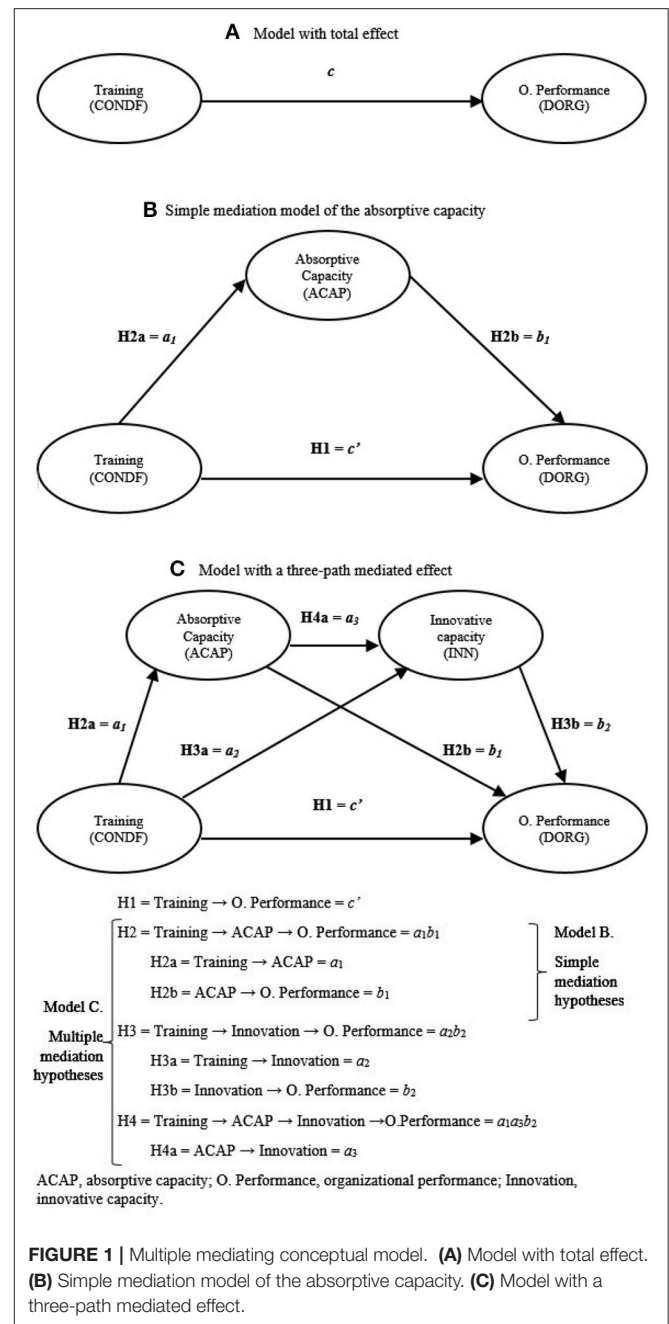 A Model with total effect
c
Training
(CONDF)
O. Performance
(DORG)
B Simple mediation model of the absorptive capacity
Absorptive
Capacity
(ACAP)
H2a = a₁
H2b = b₁
H1 = c’
Training
(CONDF)
O. Performance
(DORG)
C Model with a three-path mediated effect
Absorptive
Capacity
(ACAP)
H4a = a₃
Innovative
capacity
(INN)
H2a = a₁
H3a = a₂
H2b = b₁
H3b = b₂
H1 = c’
Training
(CONDF)
O. Performance
(DORG)
H1 = Training → O. Performance = c’
H2 = Training → ACAP → O. Performance = a₁b₁
H2a = Training → ACAP = a₁
H2b = ACAP → O. Performance = b₁
Model B.
Simple
mediation
hypotheses
Model C.
Multiple
mediation
hypotheses
H3 = Training → Innovation → O. Performance = a₂b₂
H3a = Training → Innovation = a₂
H3b = Innovation → O. Performance = b₂
H4 = Training → ACAP → Innovation →O.Performance = a₁a₃b₂
H4a = ACAP → Innovation = a₃
ACAP, absorptive capacity; O. Performance, organizational performance; Innovation,
innovative capacity.
FIGURE 1 | Multiple mediating conceptual model. (A) Model with total effect.
(B) Simple mediation model of the absorptive capacity. (C) Model with a
three-path mediated effect.